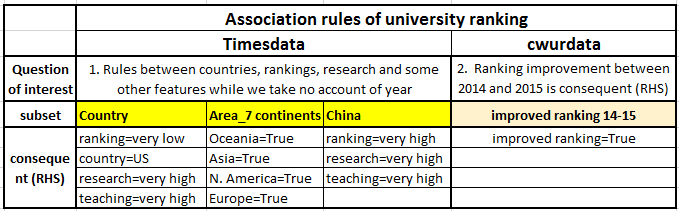 Association rules of university ranking
Timesdata cwurdata
Question of interest
1. Rules between countries, rankings, research and some other features while we take no account of year
2. Ranking improvement between 2014 and 2015 is consequent (RHS)
subset Country Area_7 continents China improved ranking 14-15
conseque
nt (RHS)
ranking=very low Oceania=True ranking=very high improved ranking=True
country=US Asia=True research=very high
research=very high N. America=True teaching=very high
teaching=very high Europe=True